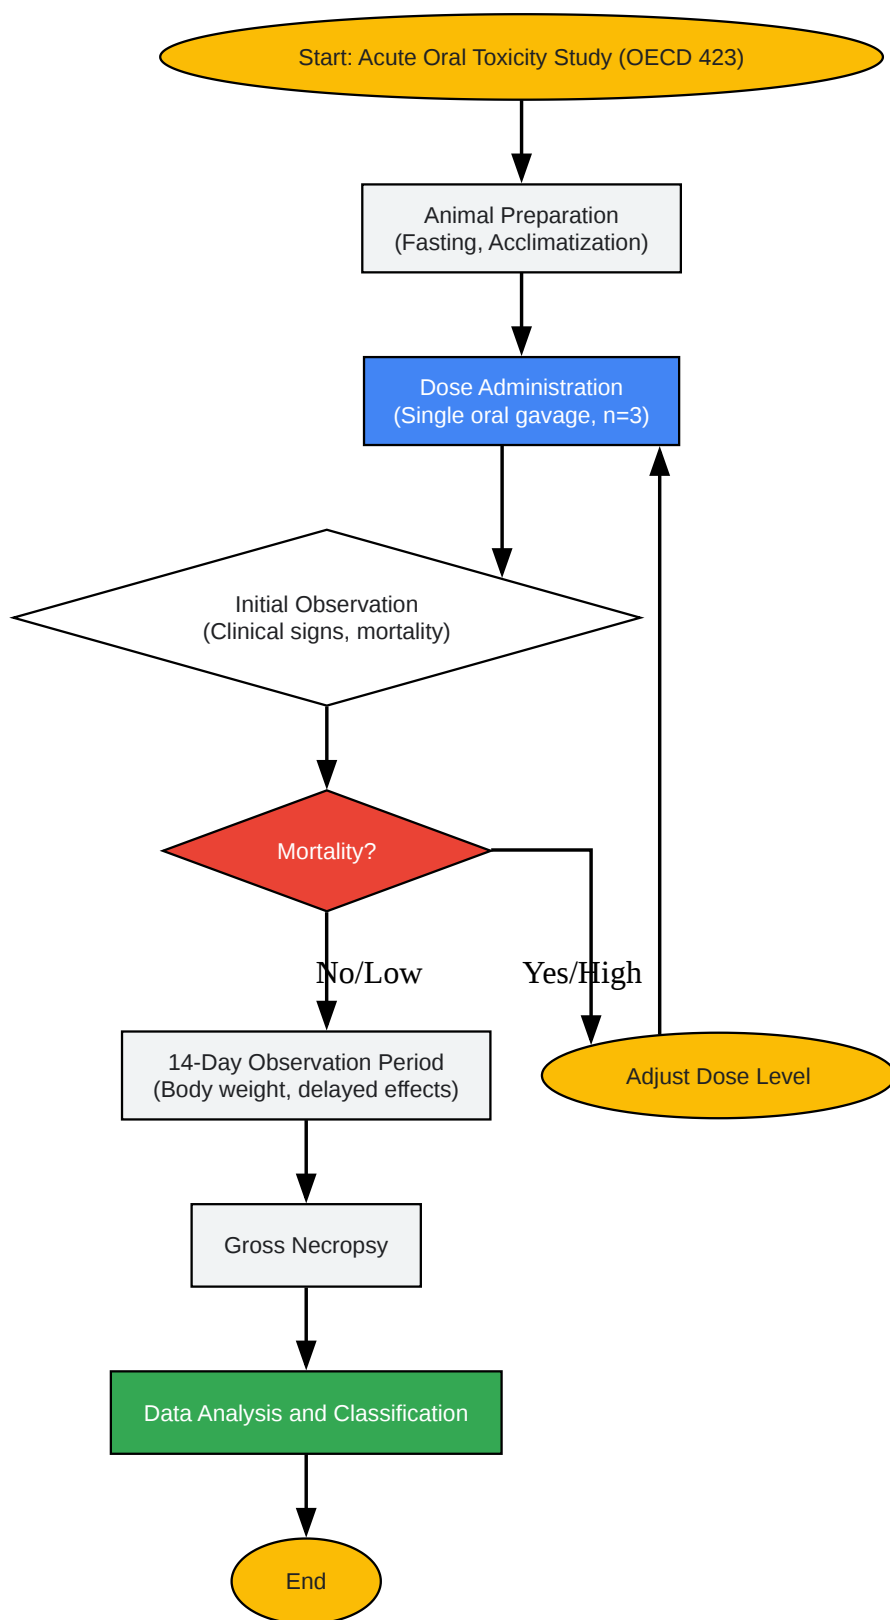 Start: Acute Oral Toxicity Study (OECD 423)
Animal Preparation
(Fasting, Acclimatization)
Dose Administration
(Single oral gavage, n=3)
Initial Observation
(Clinical signs, mortality)
Mortality?
No/Low
Yes/High
14-Day Observation Period
(Body weight, delayed effects)
Adjust Dose Level
Gross Necropsy
Data Analysis and Classification
End